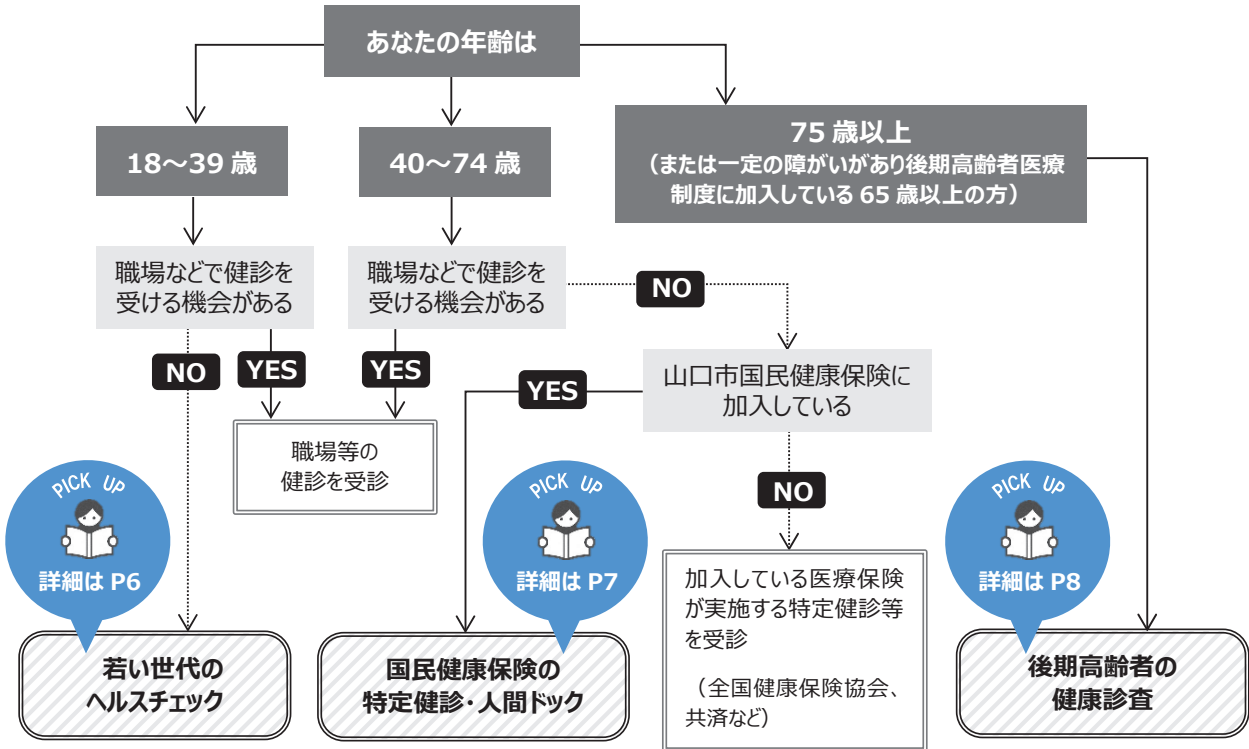 あなたの年齢は
18～39 歳
40～74 歳
75 歳以上
（または一定の障がいがあり後期高齢者医療
制度に加入している 65 歳以上の方）
職場などで健診を
受ける機会がある
職場などで健診を
受ける機会がある
NO
NO
YES
YES
YES
山口市国民健康保険に
加入している
職場等の
健診を受診
NO
PICK UP
詳細は P6
PICK UP
詳細は P7
PICK UP
詳細は P8
加入している医療保険
が実施する特定健診等
を受診
（全国健康保険協会、
共済など）
若い世代の
ヘルスチェック
国民健康保険の
特定健診・人間ドック
後期高齢者の
健康診査